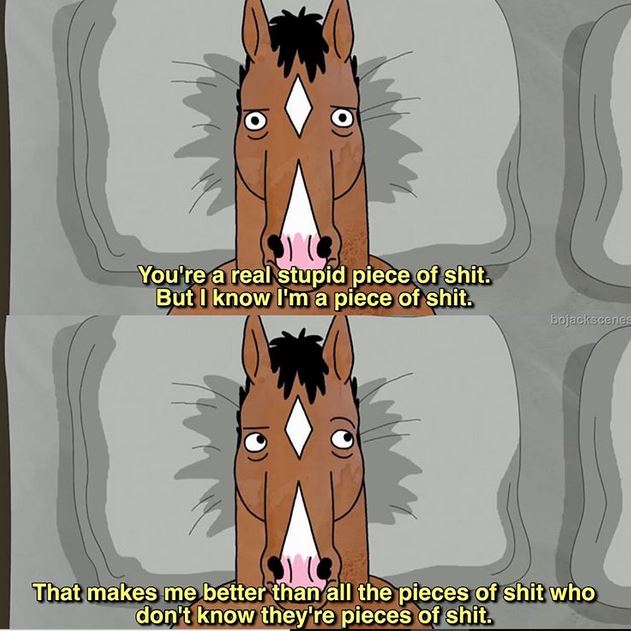 You're a real stupid piece of shit.
But I know I'm a piece of shit.
bojackscenes
That makes me better than all the pieces of shit who
don't know they're pieces of shit.